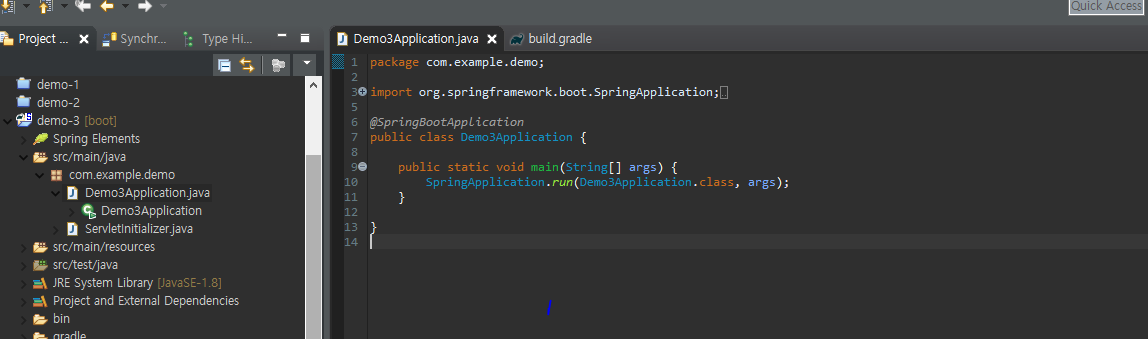 Quick Access
Project ...
Synchr...
Type Hi...
demo-1
demo-2
demo-3 [boot]
Spring Elements
src/main/java
com.example.demo
Demo3Application.java
Demo3Application
ServletInitializer.java
src/main/resources
src/test/java
JRE System Library [JavaSE-1.8]
Project and External Dependencies
bin
gradle
Demo3Application.java
build.gradle
1 package com.example.demo;
2
3 import org.springframework.boot.SpringApplication;
5
6 @SpringBootApplication
7 public class Demo3Application {
8
9 public static void main(String[] args) {
10 SpringApplication.run(Demo3Application.class, args);
11 }
12
13 }
14